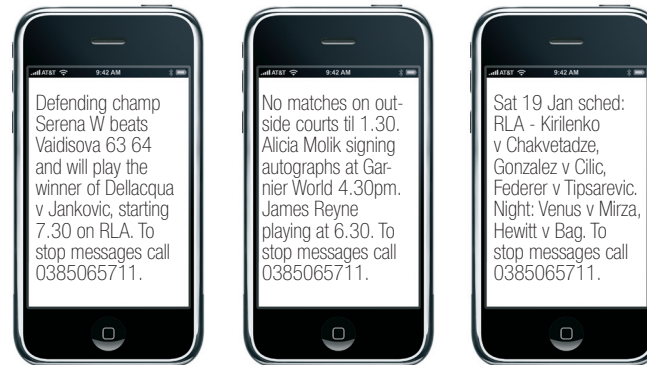 AT&T 9:42 AM
Defending champ
Serena W beats
Vaidisova 63 64
and will play the
winner of Dellacqua
v Jankovic, starting
7.30 on RLA. To
stop messages call
0385065711.
AT&T 9:42 AM
No matches on out-
side courts til 1.30.
Alicia Molik signing
autographs at Gar-
nier World 4.30pm.
James Reyne
playing at 6.30. To
stop messages call
0385065711.
AT&T 9:42 AM
Sat 19 Jan sched:
RLA - Kirilenko
v Chakvetadze,
Gonzalez v Cilic,
Federer v Tipsarevic.
Night: Venus v Mirza,
Hewitt v Bag. To
stop messages call
0385065711.